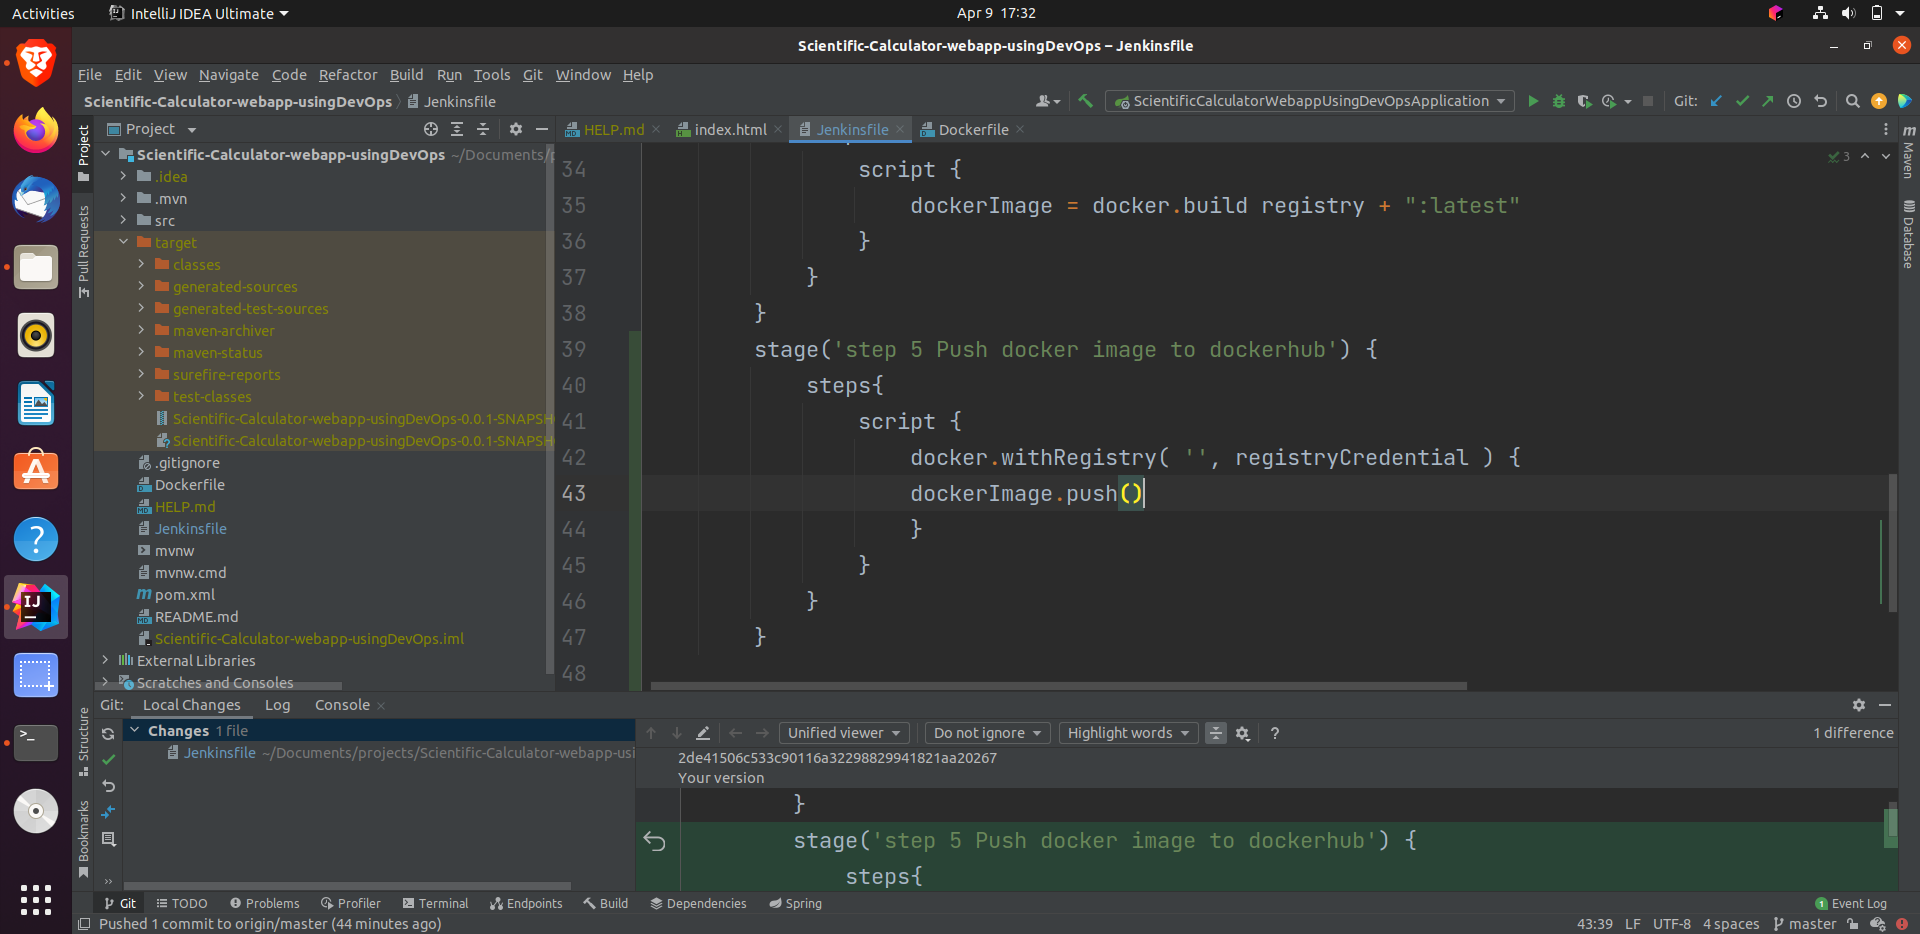 Activities
IntelliJ IDEA Ultimate
Apr 9 17:32
Scientific-Calculator-webapp-usingDevOps – Jenkinsfile
File Edit View Navigate Code Refactor Build Run Tools Git Window Help
Scientific-Calculator-webapp-usingDevOps
Jenkinsfile
ScientificCalculatorWebappUsingDevOpsApplication
Git:
Project
HELP.md
index.html
Jenkinsfile
Dockerfile
Scientific-Calculator-webapp-usingDevOps ~/Documents/p
.idea
.mvn
src
target
classes
generated-sources
generated-test-sources
maven-archiver
maven-status
surefire-reports
test-classes
Scientific-Calculator-webapp-usingDevOps-0.0.1-SNAPSH
Scientific-Calculator-webapp-usingDevOps-0.0.1-SNAPSH
.gitignore
Dockerfile
HELP.md
Jenkinsfile
mvnw
mvnw.cmd
pom.xml
README.md
Scientific-Calculator-webapp-usingDevOps.iml
External Libraries
Scratches and Consoles
Project
Pull Requests
Structure
Bookmarks
3
34 script {
35 dockerImage = docker.build registry + ":latest"
36 }
37 }
38 }
39 stage('step 5 Push docker image to dockerhub') {
40 steps{
41 script {
42 docker.withRegistry( '', registryCredential ) {
43 dockerImage.push()
44 }
45 }
46 }
47 }
48
m Maven
Database
Git: Local Changes Log Console
Changes 1 file
Jenkinsfile ~/Documents/projects/Scientific-Calculator-webapp-usi
Unified viewer
Do not ignore
Highlight words
?
1 difference
2de41506c533c90116a32298829941821aa20267
Your version
}
stage('step 5 Push docker image to dockerhub') {
steps{
Git TODO Problems Profiler Terminal Endpoints Build Dependencies Spring
1 Event Log
Pushed 1 commit to origin/master (44 minutes ago)
43:39 LF UTF-8 4 spaces master